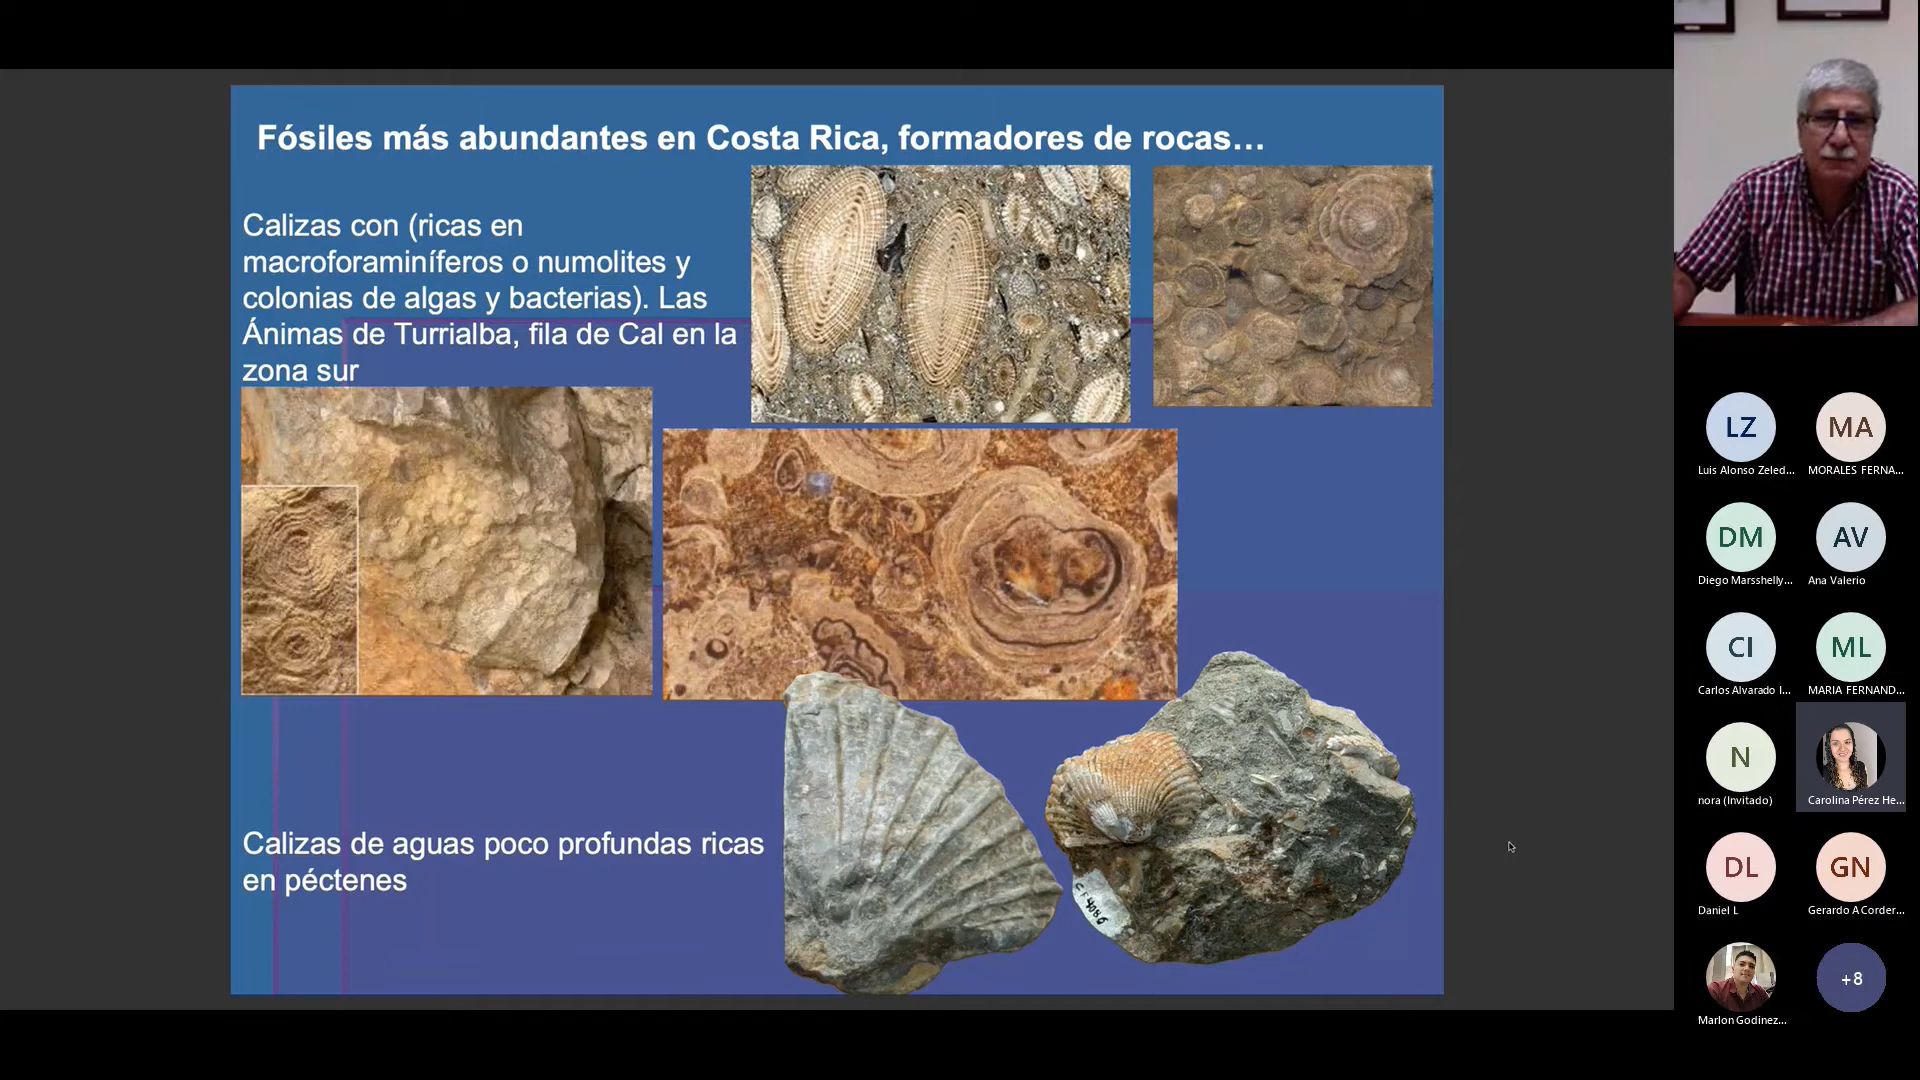 Fósiles más abundantes en Costa Rica, formadores de rocas...
Calizas con (ricas en
macroforaminíferos o numolites y
colonias de algas y bacterias). Las
Ánimas de Turrialba, fila de Cal en la
zona sur
Calizas de aguas poco profundas ricas
en péctenes
CF4086
LZ
Luis Alonso Zeled...
MA
MORALES FERNA...
DM
Diego Marsshelly...
AV
Ana Valerio
CI
Carlos Alvarado I...
ML
MARIA FERNAND...
N
nora (Invitado)
Carolina Pérez He...
DL
Daniel L
GN
Gerardo A Corder...
Marlon Godinez...
+8